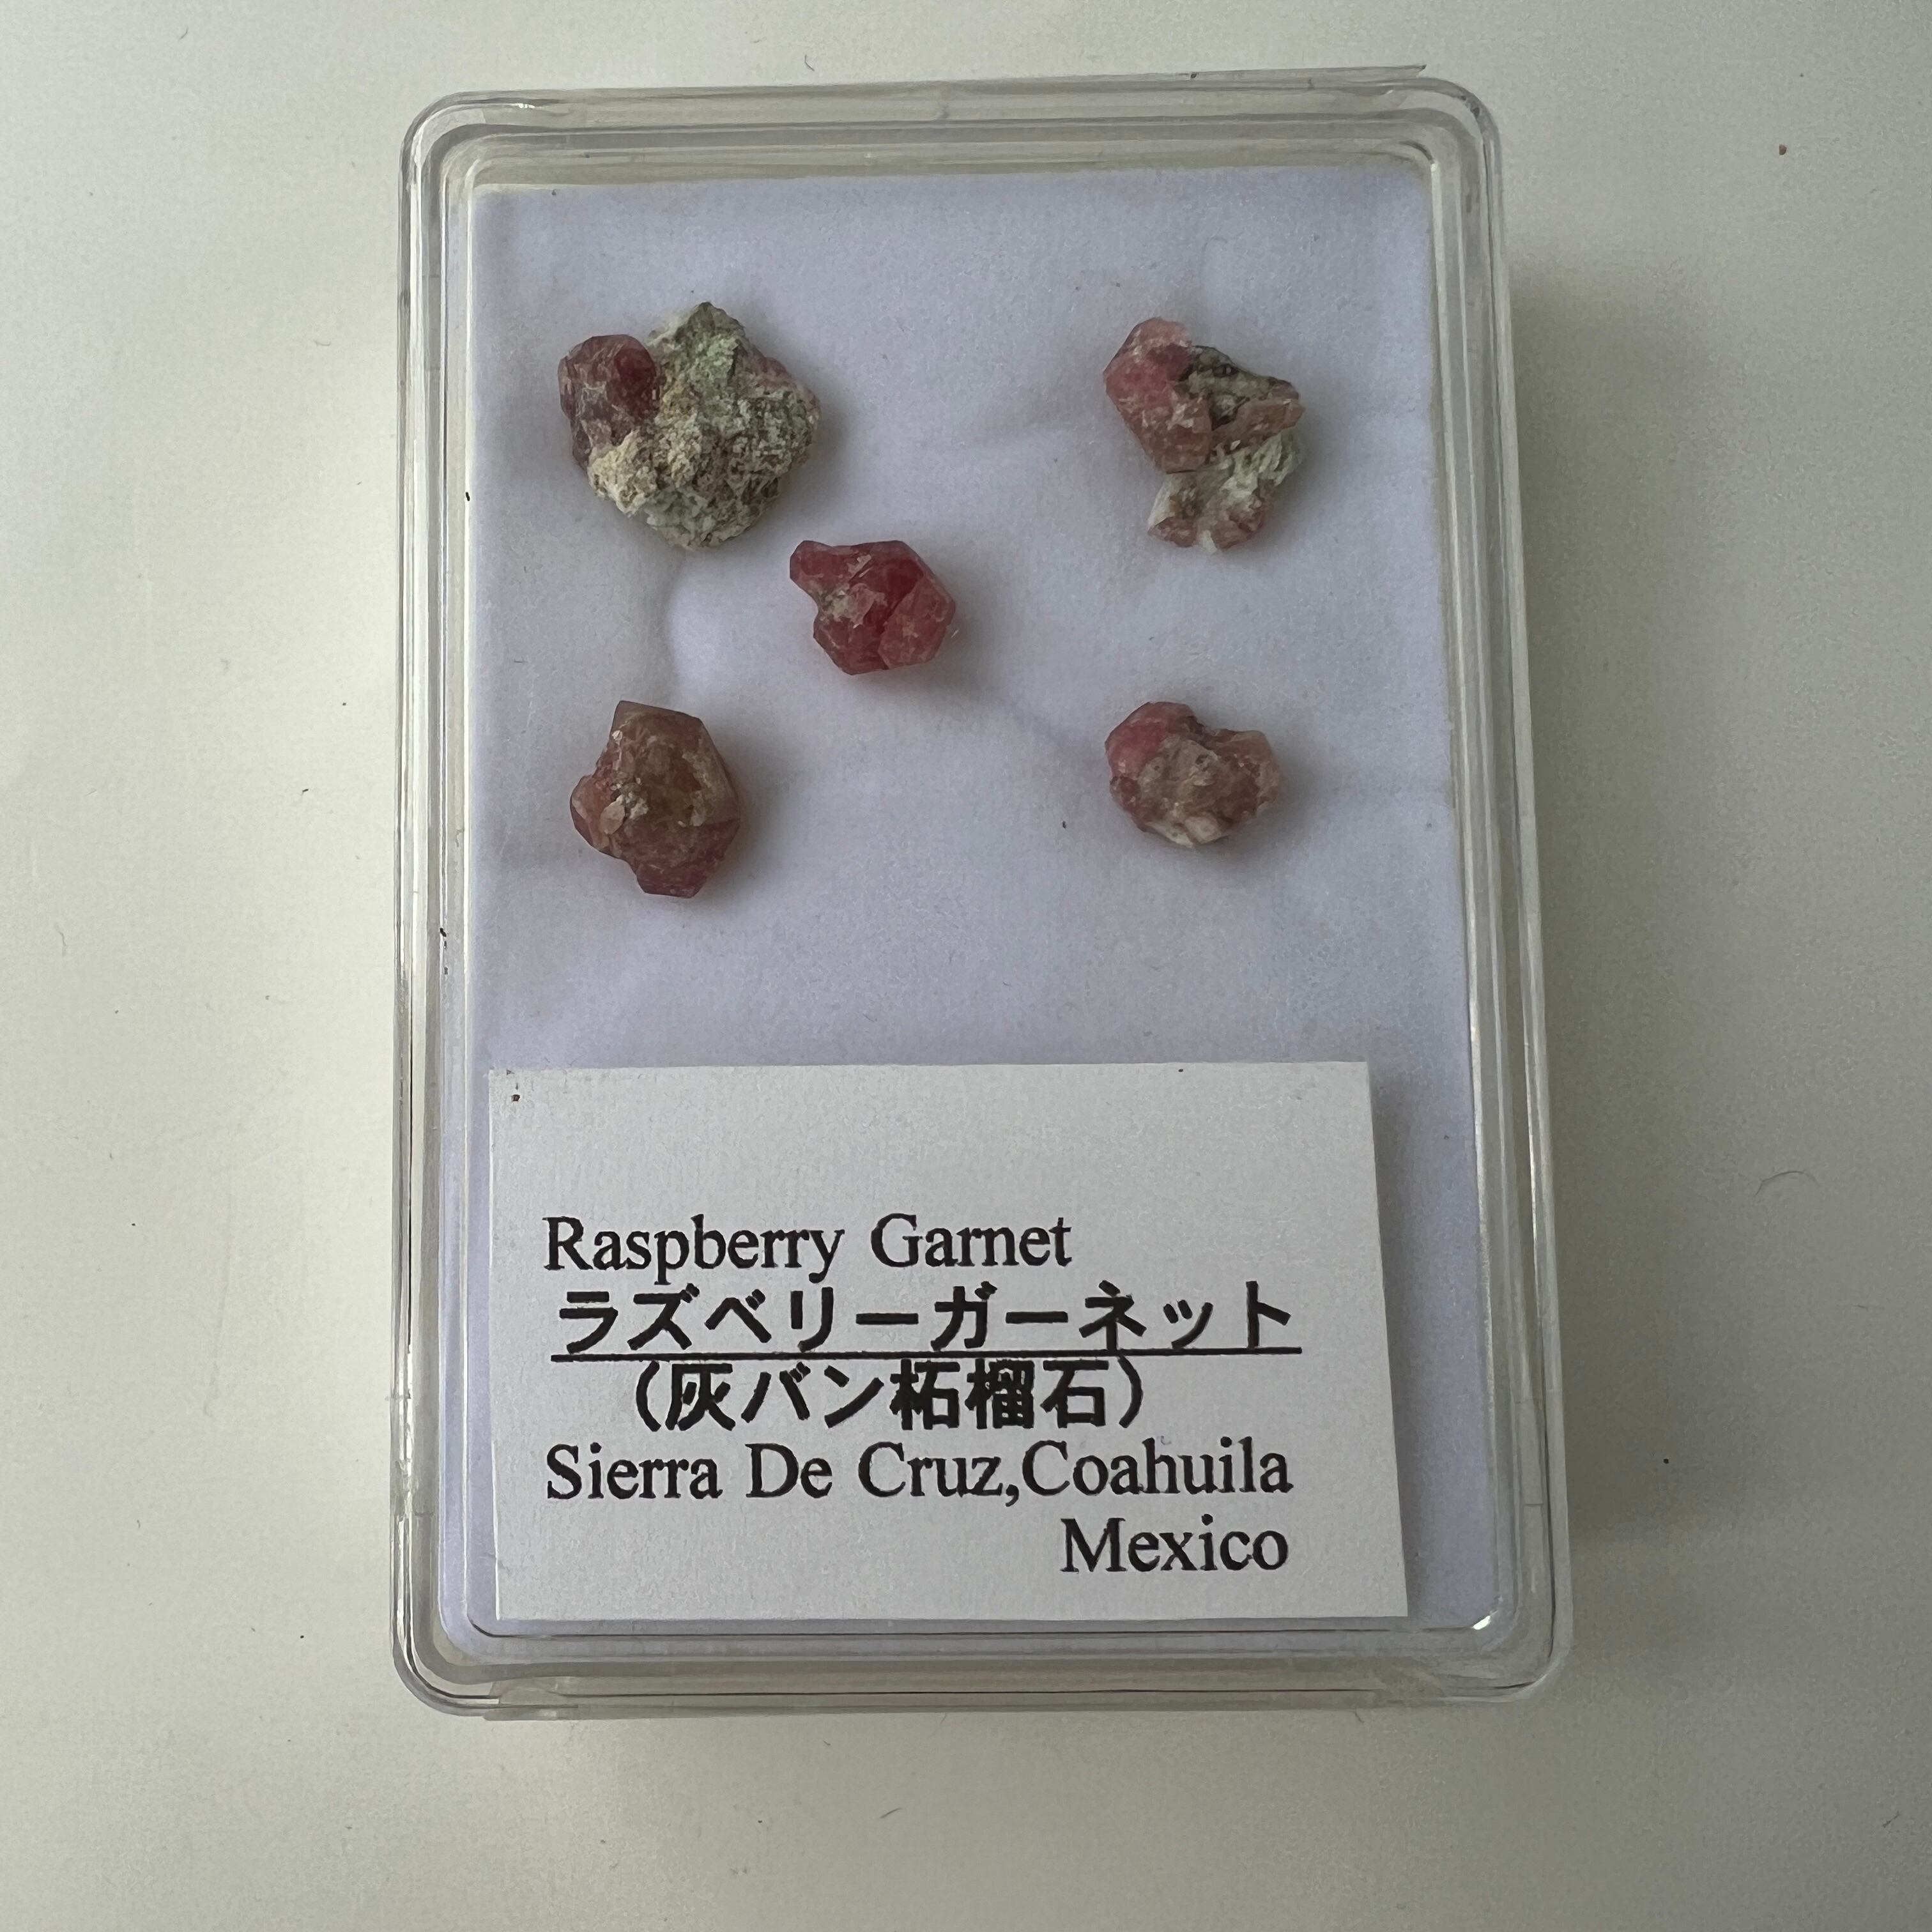 Raspberry Garnet
ラズベリーガーネット
（灰バン柘榴石）
Sierra De Cruz,Coahuila
Mexico